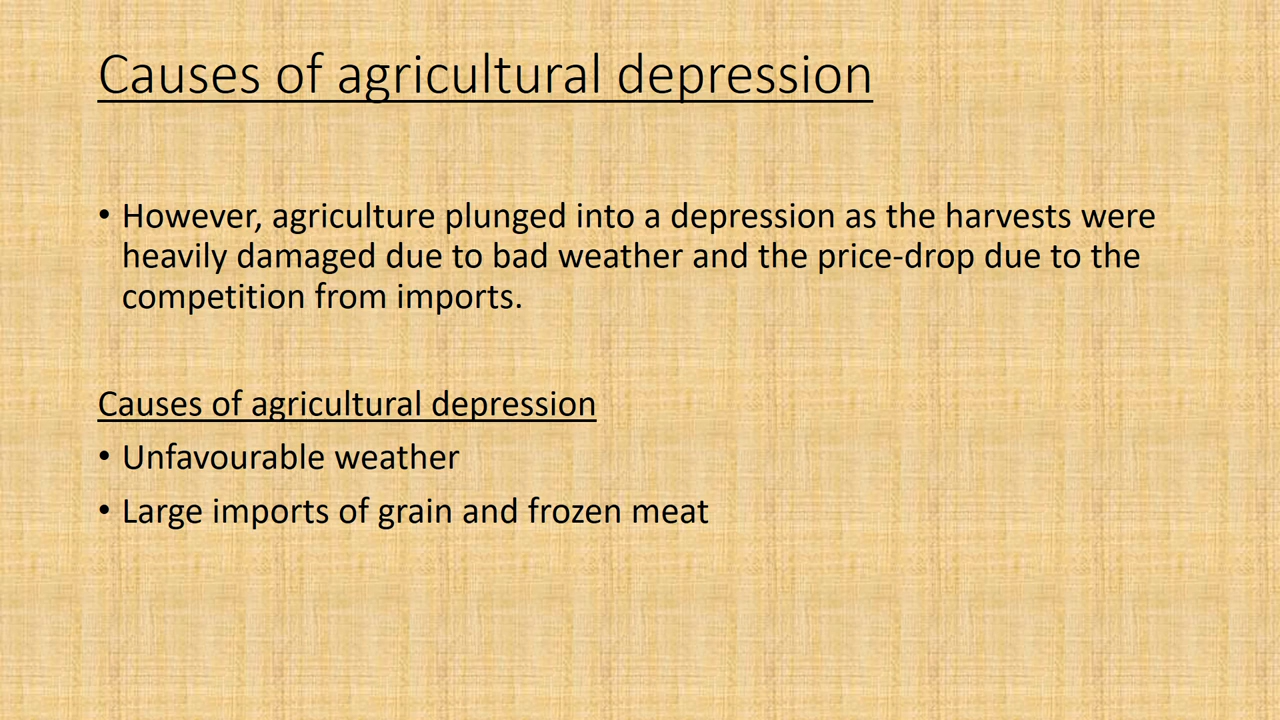 Causes of agricultural depression
• However, agriculture plunged into a depression as the harvests were
heavily damaged due to bad weather and the price-drop due to the
competition from imports.
Causes of agricultural depression
• Unfavourable weather
• Large imports of grain and frozen meat